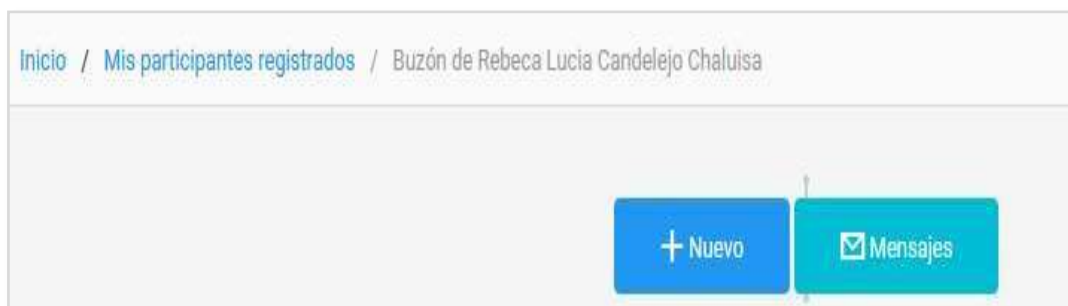 Inicio / Mis participantes registrados / Buzón de Rebeca Lucia Candelejo Chaluisa
+ Nuevo Mensajes